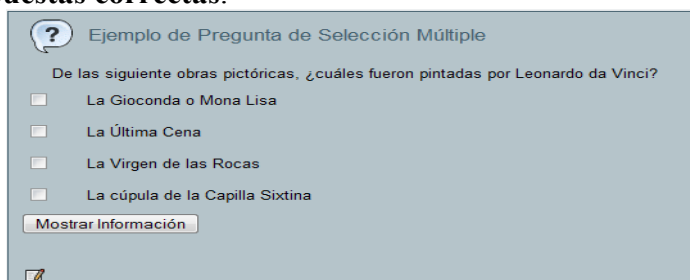 uestas correctas.
? Ejemplo de Pregunta de Selección Múltiple
De las siguiente obras pictóricas, ¿cuáles fueron pintadas por Leonardo da Vinci?
La Gioconda o Mona Lisa
La Última Cena
La Virgen de las Rocas
La cúpula de la Capilla Sixtina
Mostrar Información